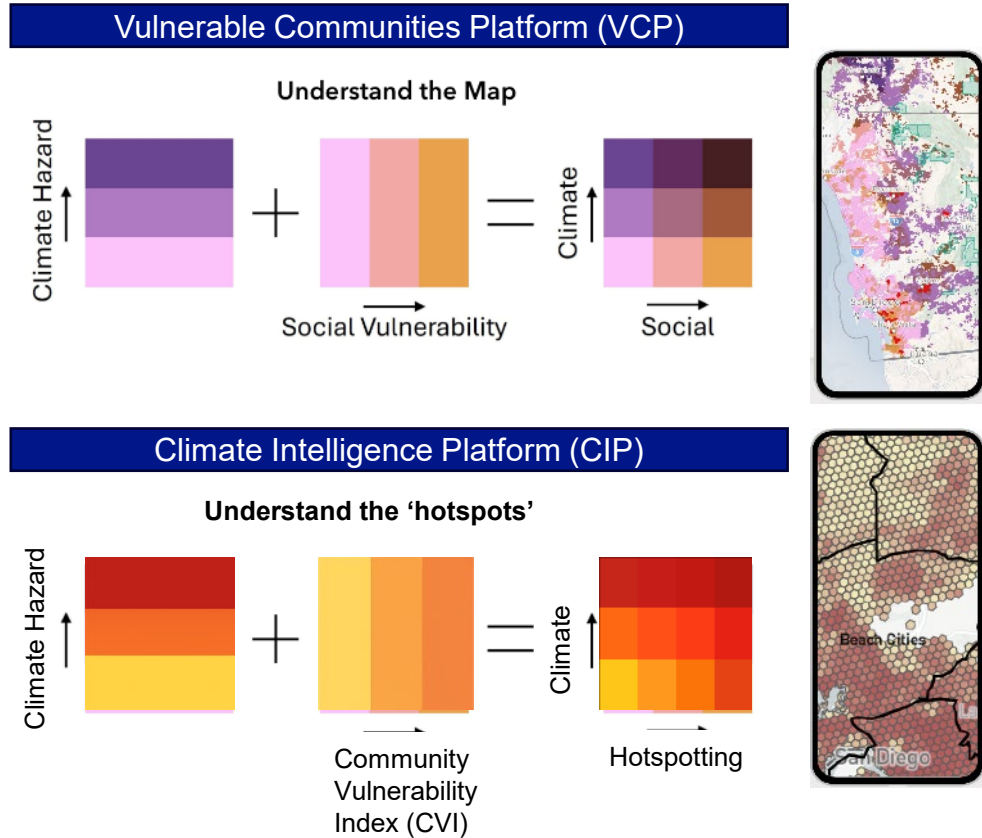 Vulnerable Communities Platform (VCP)
Understand the Map
Climate Hazard
Social Vulnerability
Climate
Social
Climate Intelligence Platform (CIP)
Understand the ‘hotspots’
Climate Hazard
Community
Vulnerability
Index (CVI)
Climate
Hotspotting
Beach Cities
San Diego